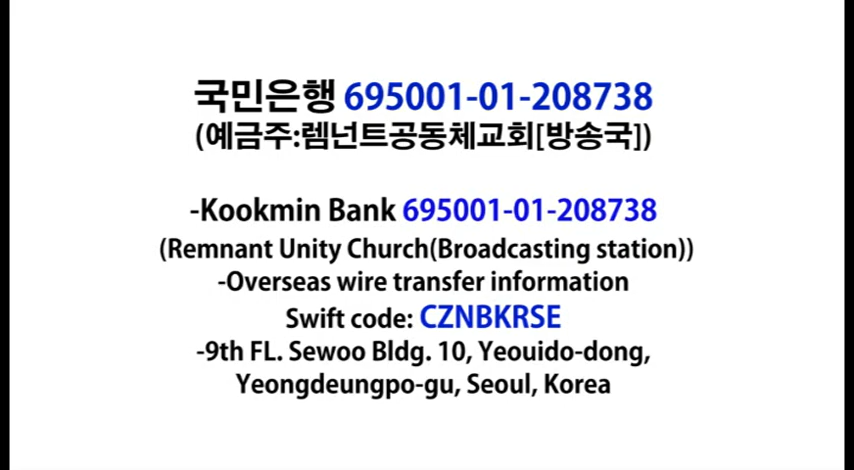 국민은행 695001-01-208738
(예금주:렘넌트공동체교회[방송국])
-Kookmin Bank 695001-01-208738
(Remnant Unity Church(Broadcasting station))
-Overseas wire transfer information
Swift code: CZNBKRSE
-9th FL. Sewoo Bldg. 10, Yeouido-dong,
Yeongdeungpo-gu, Seoul, Korea